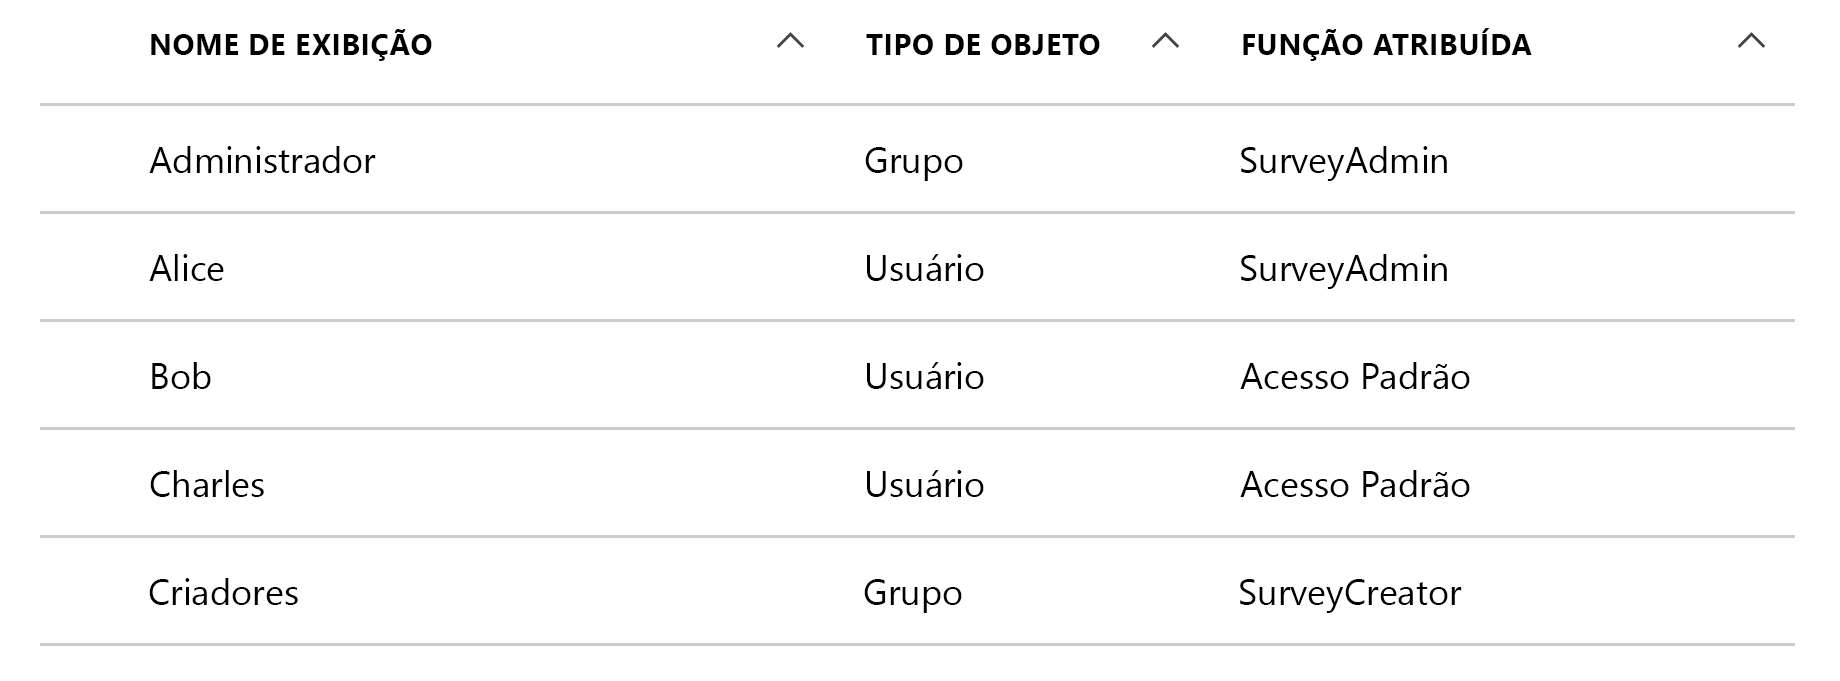 NOME DE EXIBIÇÃO TIPO DE OBJETO FUNÇÃO ATRIBUÍDA
Administrador Grupo SurveyAdmin
Alice Usuário SurveyAdmin
Bob Usuário Acesso Padrão
Charles Usuário Acesso Padrão
Criadores Grupo SurveyCreator